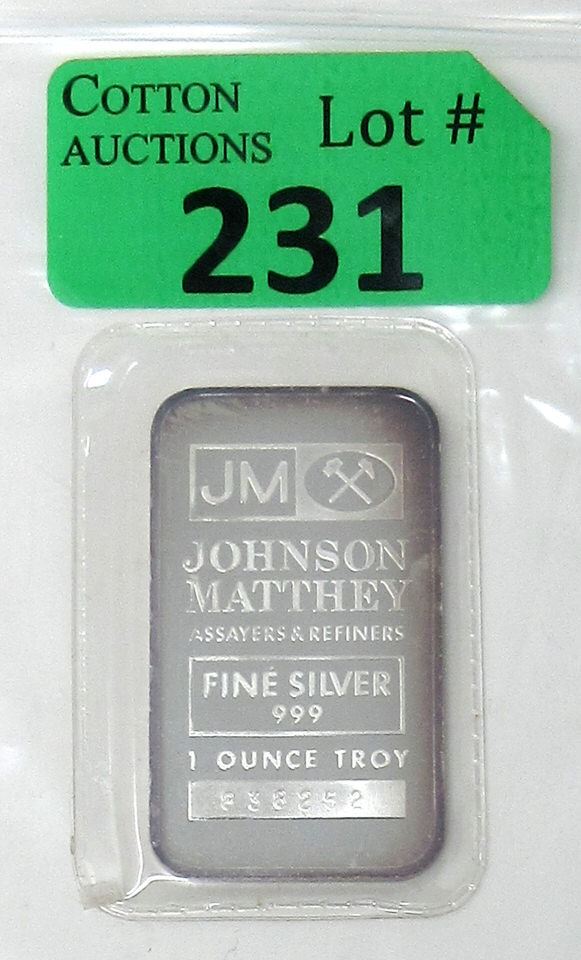 COTTON
AUCTIONS
Lot #
231
JM
JOHNSON
MATTHEY
ASSAYERS & REFINERS
FINE SILVER
999
1 OUNCE TROY